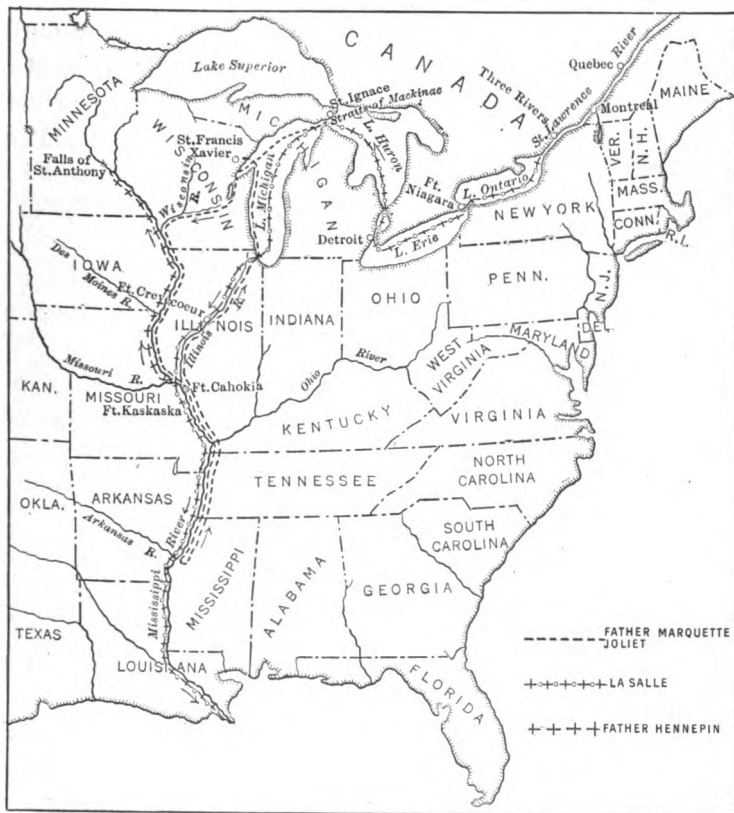 CANADA
Lake Superior
Quebec
River
Three Rivers
St. Lawrence
Montreal
MAINE
St. Ignace
Straits of Mackinac
MINNESOTA
MICHIGAN
WISCONSIN
St. Francis
Xavier
L. Huron
VER.
N.H.
Falls of
St. Anthony
Wisconsin
R.
L. Michigan
Ft.
Niagara
L. Ontario
MASS.
NEW YORK
CONN.
R.I.
Detroit
L. Erie
IOWA
Des
Moines R.
Ft. Crevecoeur
ILLINOIS
Illinois
R.
INDIANA
OHIO
PENN.
N.J.
DEL.
MARYLAND
WEST
VIRGINIA
Ohio
River
Missouri
R.
Ft. Cahokia
KAN.
MISSOURI
Ft. Kaskaska
KENTUCKY
VIRGINIA
TENNESSEE
NORTH
CAROLINA
OKLA.
ARKANSAS
Arkansas
R.
River
Mississippi
SOUTH
CAROLINA
MISSISSIPPI
ALABAMA
GEORGIA
TEXAS
LOUISIANA
FLORIDA
FATHER MARQUETTE
JOLIET
LA SALLE
FATHER HENNEPIN